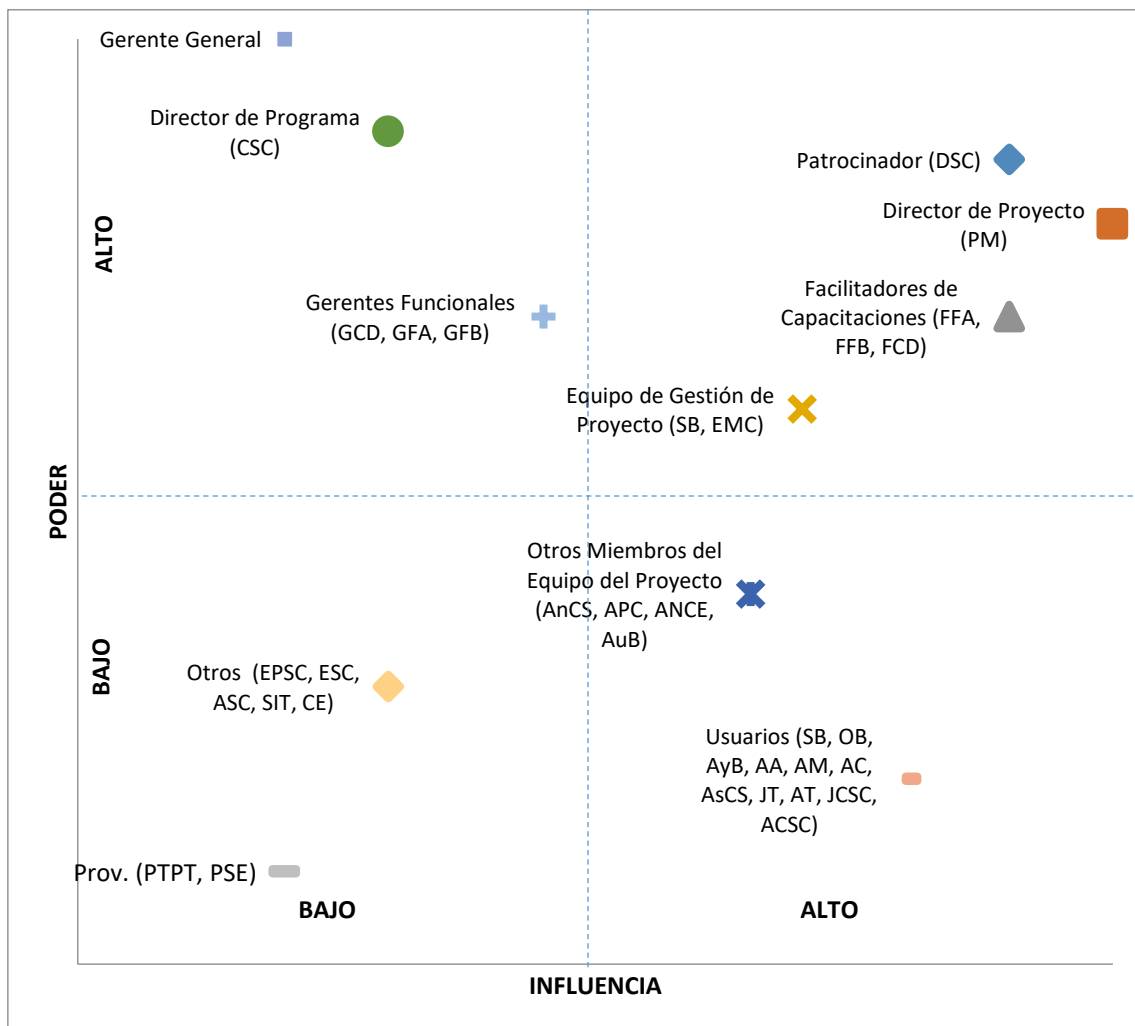 Gerente General
Director de Programa
(CSC)
Patrocinador (DSC)
Director de Proyecto
(PM)
ALTO
Gerentes Funcionales
(GCD, GFA, GFB)
Facilitadores de
Capacitaciones (FFA,
FFB, FCD)
Equipo de Gestión de
Proyecto (SB, EMC)
PODER
Otros Miembros del
Equipo del Proyecto
(AnCS, APC, ANCE,
AuB)
BAJO
Otros  (EPSC, ESC,
ASC, SIT, CE)
Usuarios (SB, OB,
AyB, AA, AM, AC,
AsCS, JT, AT, JCSC,
ACSC)
Prov. (PTPT, PSE)
BAJO
ALTO
INFLUENCIA